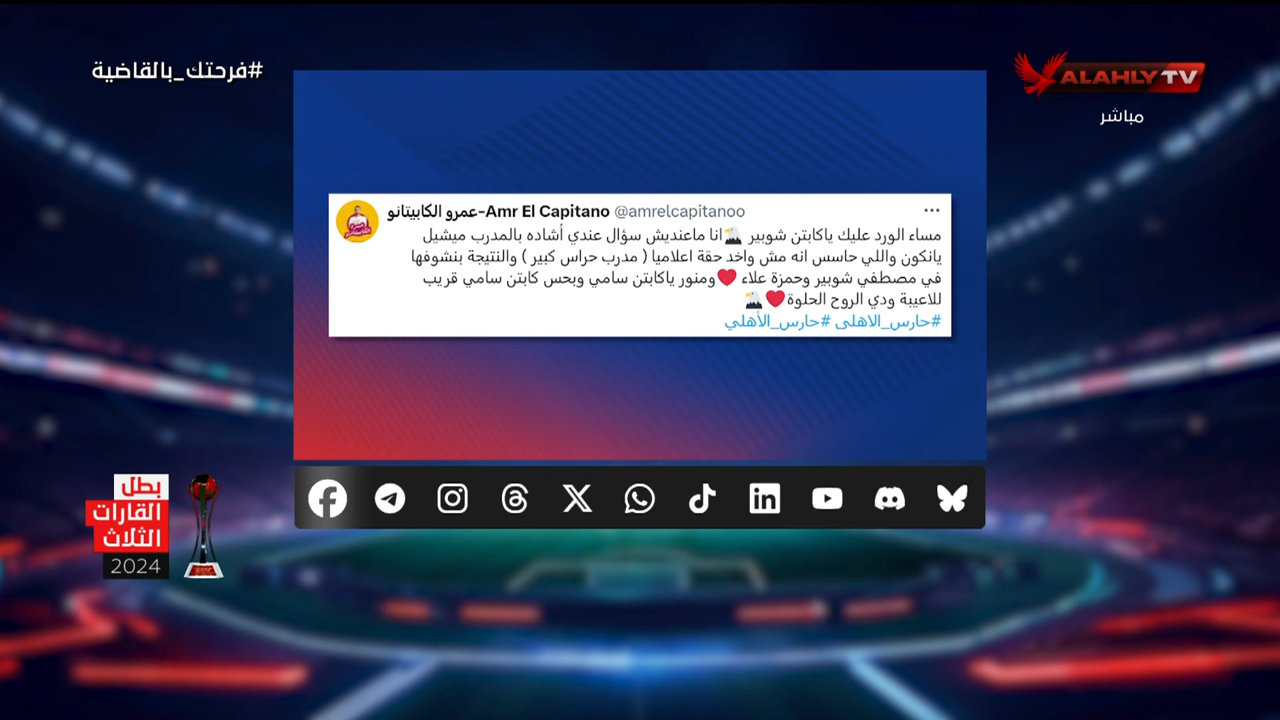 #فرحتك_بالقاضية
ALAHLY TV
مباشر
عمرو الكابيتانو-Amr El Capitano @amrelcapitanoo
مساء الورد عليك ياكابتن شوبير 🦅انا ماعنديش سؤال عندي أشاده بالمدرب ميشيل
يانكون واللي حاسس انه مش واخد حقة اعلاميا ( مدرب حراس كبير ) والنتيجة بنشوفها
في مصطفي شوبير وحمزة علاء ❤️ومنور ياكابتن سامي وبحس كابتن سامي قريب
للاعيبة ودي الروح الحلوة❤️🦅
#حارس_الاهلى #حارس_الأهلي
بطل
القارات
الثلاث
2024